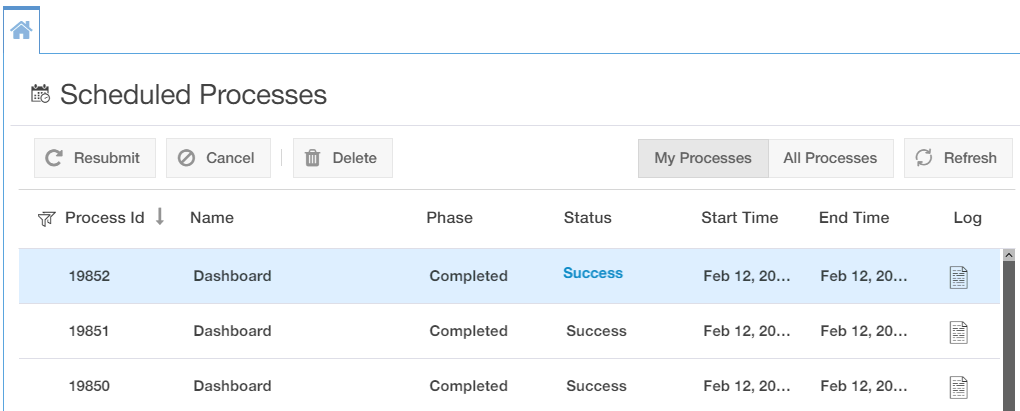 Scheduled Processes
Resubmit Cancel Delete My Processes All Processes Refresh
Process Id Name Phase Status Start Time End Time Log
19852 Dashboard Completed Success Feb 12, 20... Feb 12, 20...
19851 Dashboard Completed Success Feb 12, 20... Feb 12, 20...
19850 Dashboard Completed Success Feb 12, 20... Feb 12, 20...